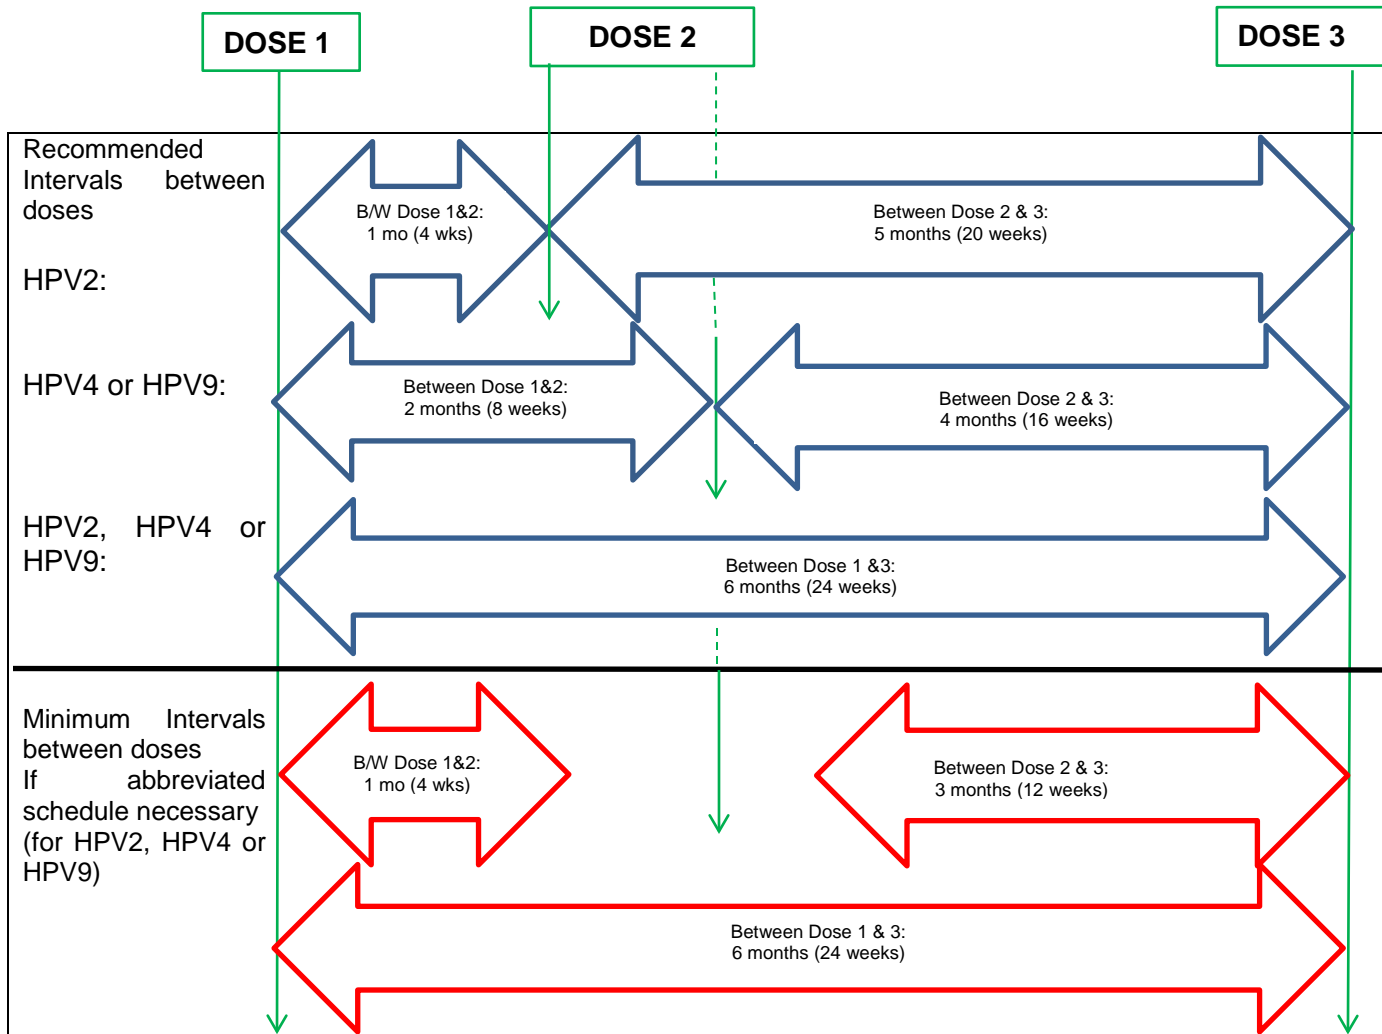 DOSE 1
DOSE 2
DOSE 3
Recommended
Intervals between
doses
B/W Dose 1&2:
1 mo (4 wks)
Between Dose 2 & 3:
5 months (20 weeks)
HPV2:
HPV4 or HPV9:
Between Dose 1&2:
2 months (8 weeks)
Between Dose 2 & 3:
4 months (16 weeks)
HPV2, HPV4 or
HPV9:
Between Dose 1 &3:
6 months (24 weeks)
Minimum Intervals
between doses
If abbreviated
schedule necessary
(for HPV2, HPV4 or
HPV9)
B/W Dose 1&2:
1 mo (4 wks)
Between Dose 2 & 3:
3 months (12 weeks)
Between Dose 1 & 3:
6 months (24 weeks)